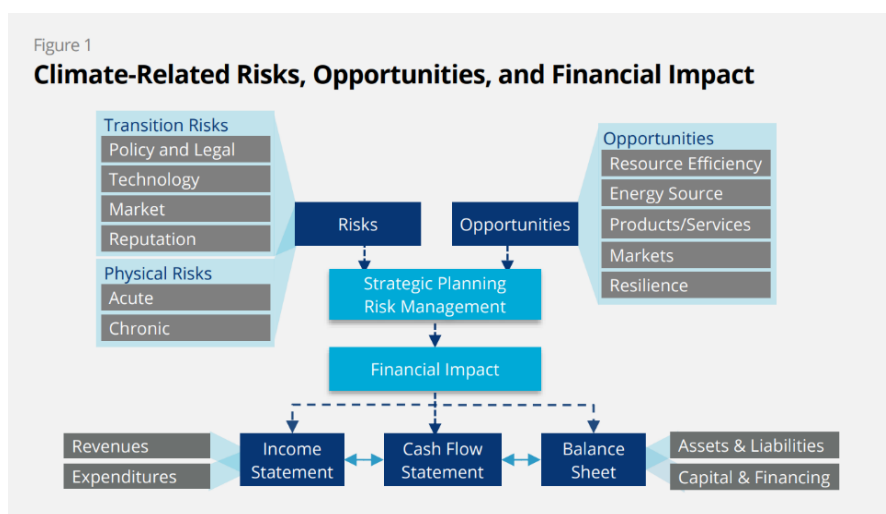 Figure 1
Climate-Related Risks, Opportunities, and Financial Impact
Transition Risks
Policy and Legal
Technology
Market
Reputation
Physical Risks
Acute
Chronic
Risks
Opportunities
Opportunities
Resource Efficiency
Energy Source
Products/Services
Markets
Resilience
Strategic Planning
Risk Management
Financial Impact
Revenues
Expenditures
Income
Statement
Cash Flow
Statement
Balance
Sheet
Assets & Liabilities
Capital & Financing